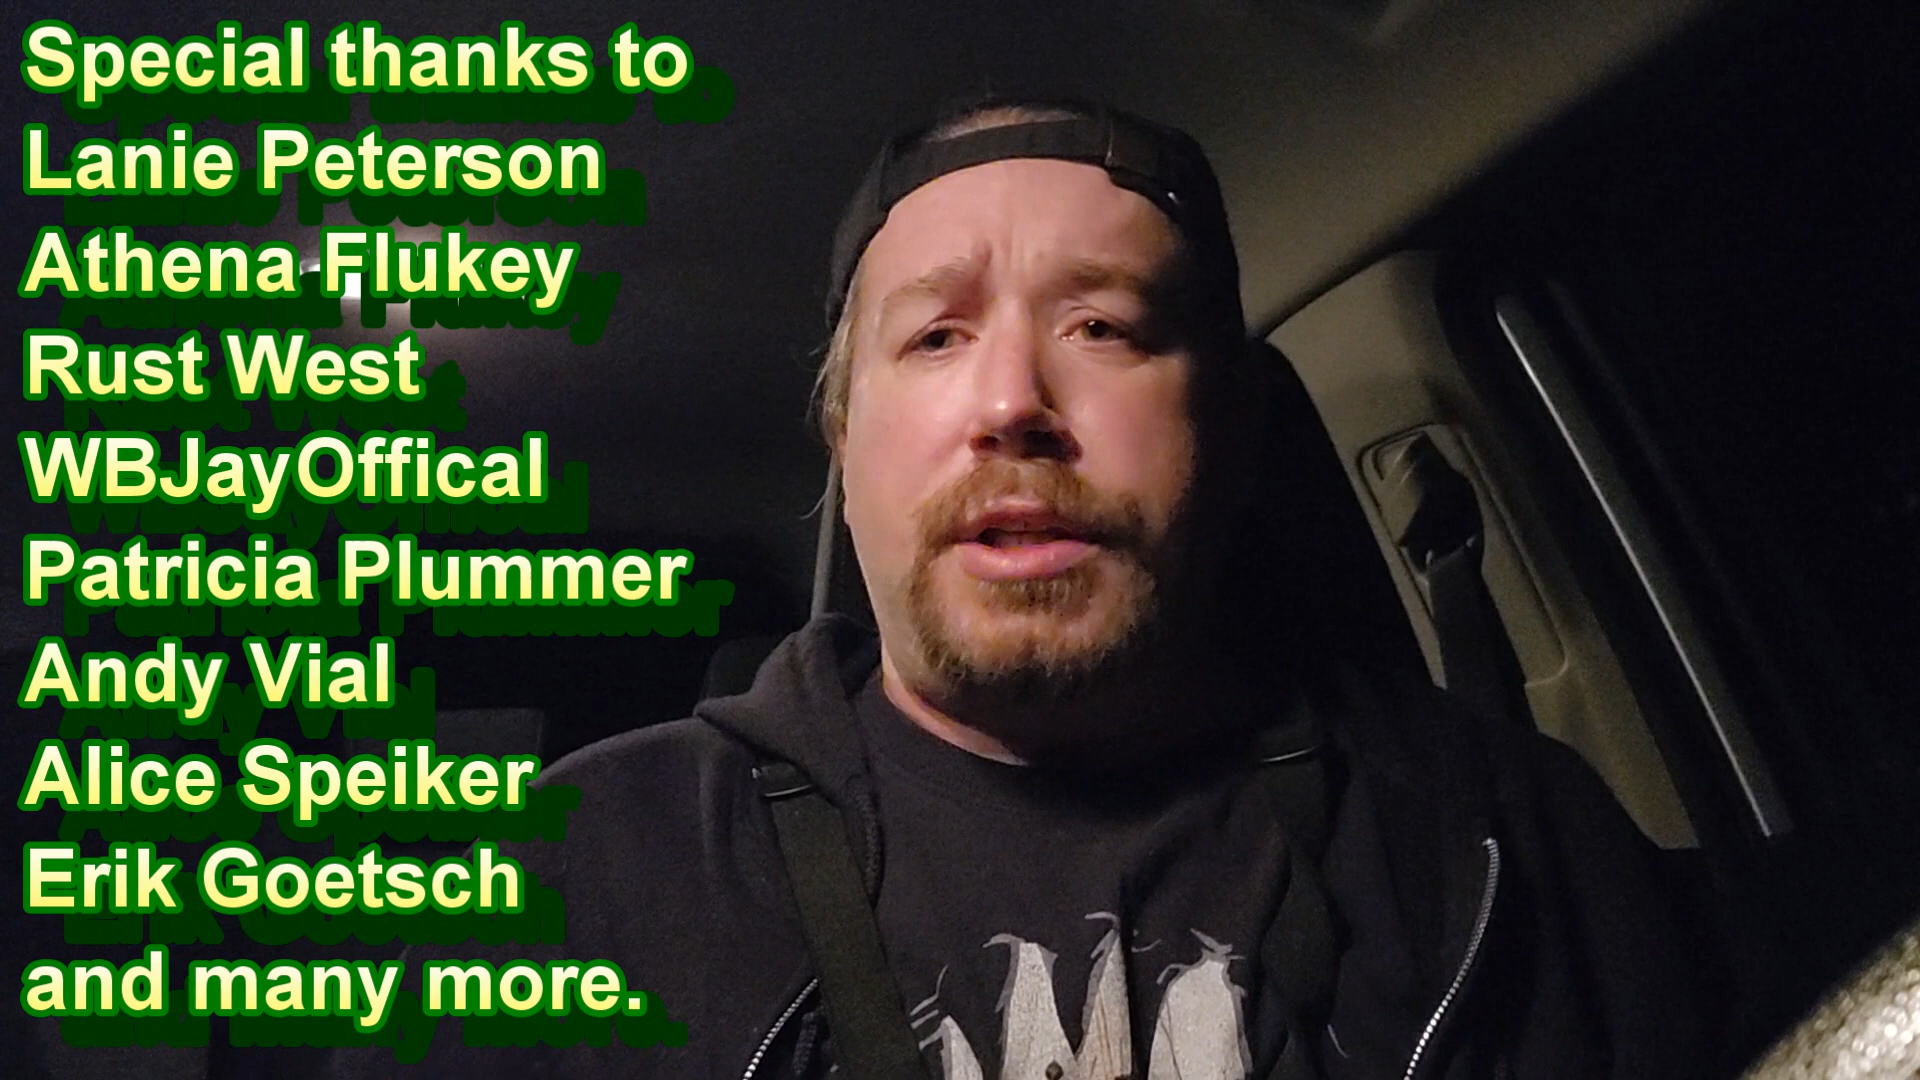 Special thanks to
Lanie Peterson
Athena Flukey
Rust West
WBJayOffical
Patricia Plummer
Andy Vial
Alice Speiker
Erik Goetsch
and many more.